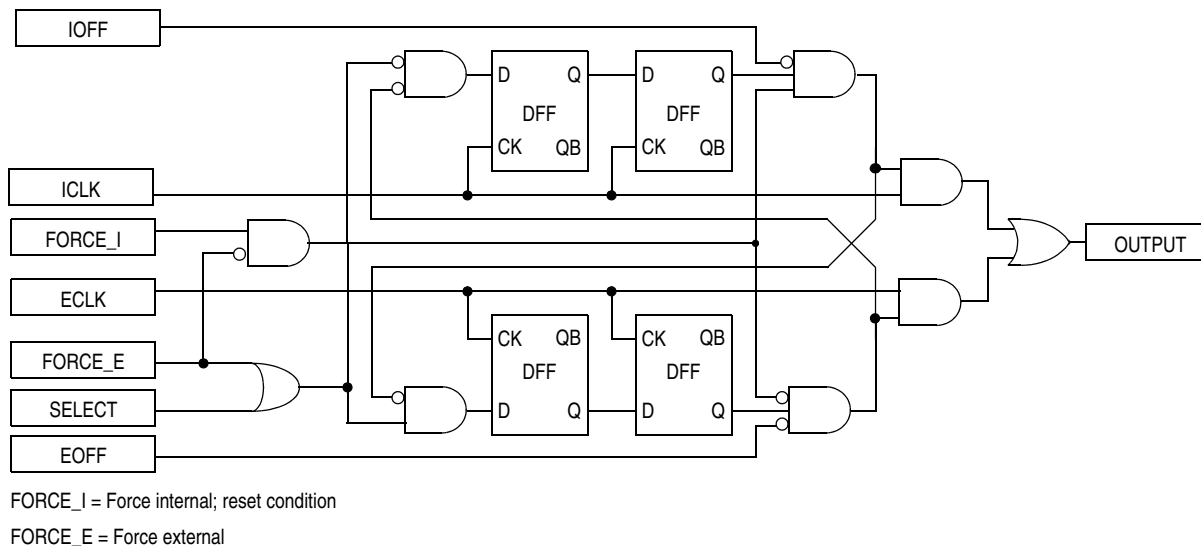 IOFF
D Q D Q
DFF DFF
CK QB CK QB
ICLK
FORCE_I
OUTPUT
ECLK
CK QB CK QB
FORCE_E
DFF DFF
SELECT
D Q D Q
EOFF
FORCE_I = Force internal; reset condition
FORCE_E = Force external